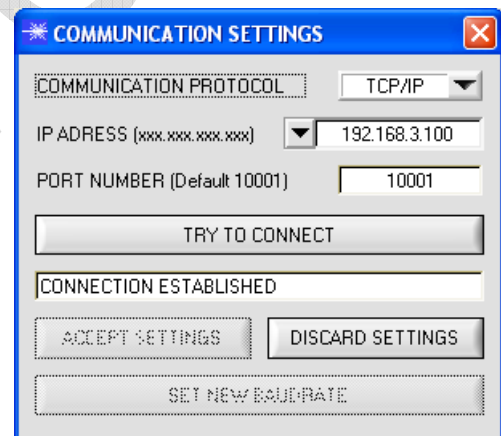 COMMUNICATION SETTINGS
COMMUNICATION PROTOCOL TCP/IP
IP ADRESS (xxx.xxx.xxx.xxx) 192.168.3.100
PORT NUMBER (Default 10001) 10001
TRY TO CONNECT
CONNECTION ESTABLISHED
ACCEPT SETTINGS DISCARD SETTINGS
SET NEW BAUDRATE